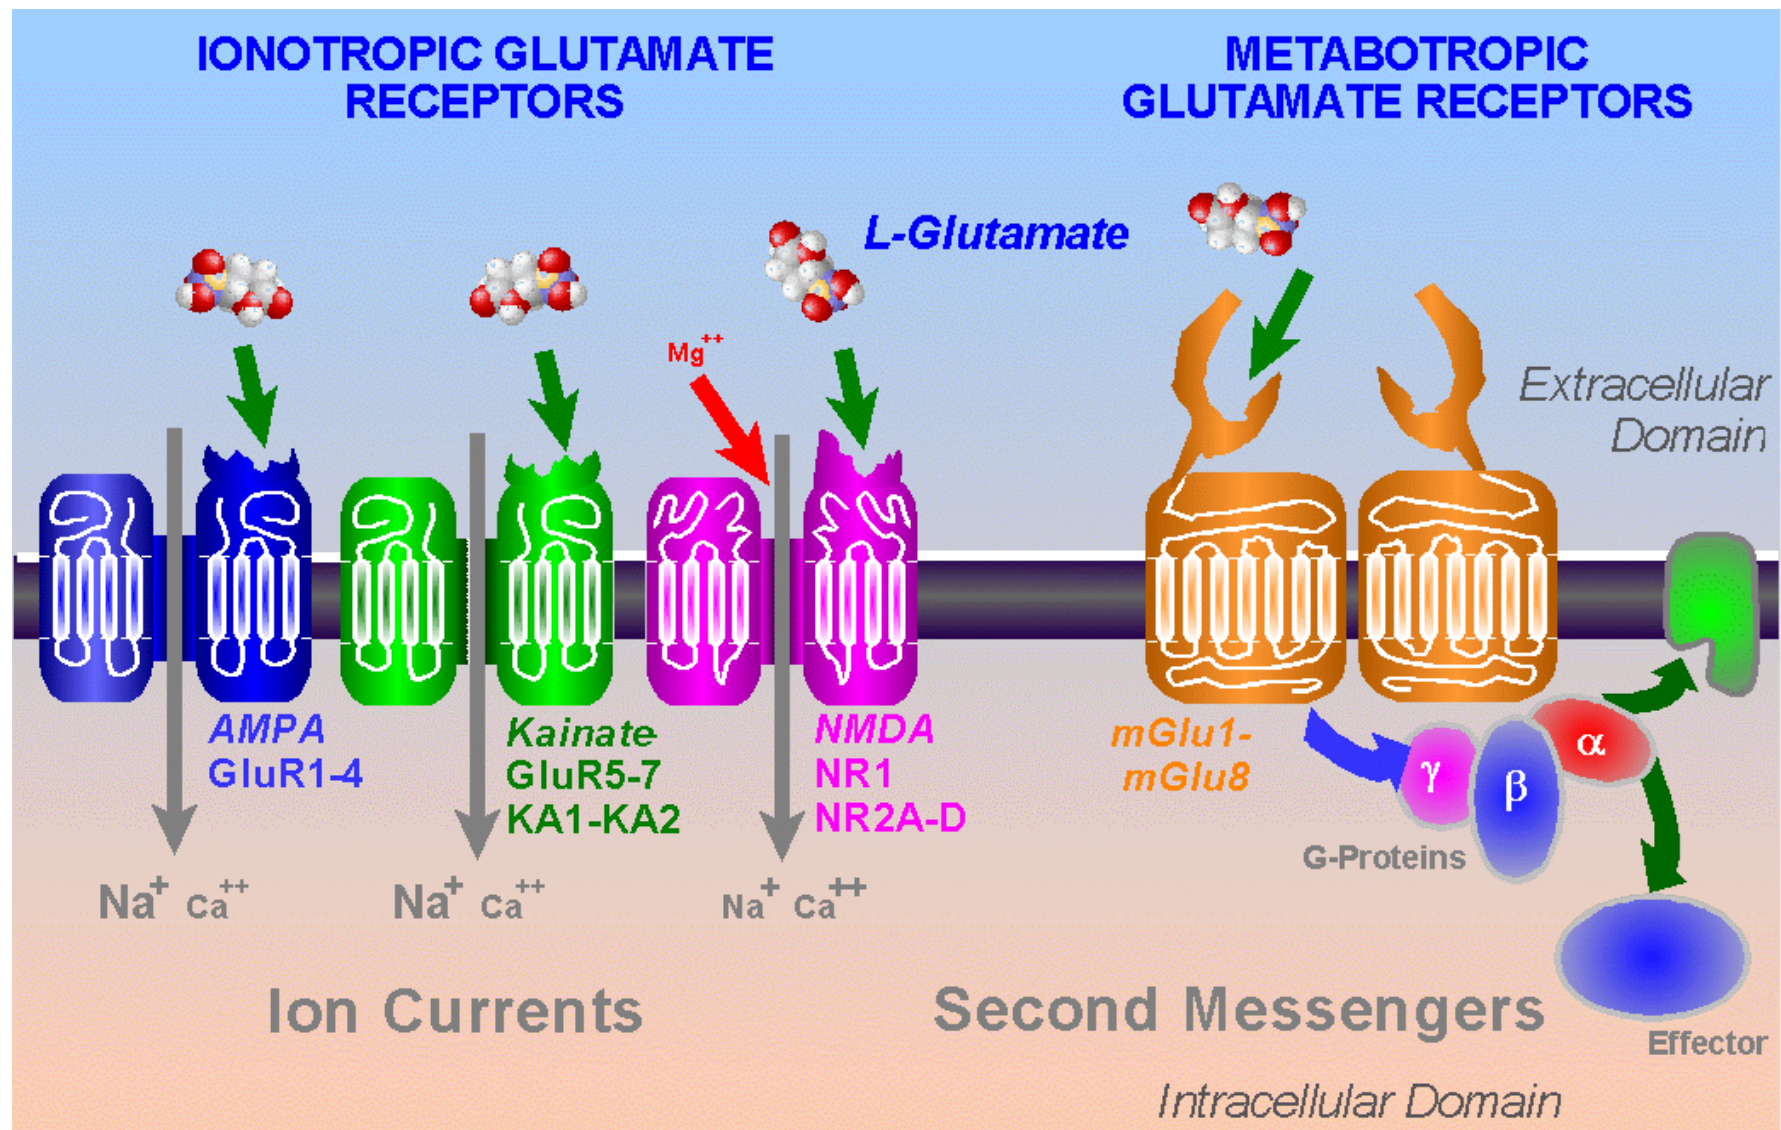 IONOTROPIC GLUTAMATE
RECEPTORS
METABOTROPIC
GLUTAMATE RECEPTORS
L-Glutamate
Mg++
Extracellular
Domain
AMPA
GluR1-4
Kainate
GluR5-7
KA1-KA2
NMDA
NR1
NR2A-D
mGlu1-
mGlu8
γ
β
α
G-Proteins
Na+ Ca++
Na+ Ca++
Na+ Ca++
Ion Currents
Second Messengers
Effector
Intracellular Domain